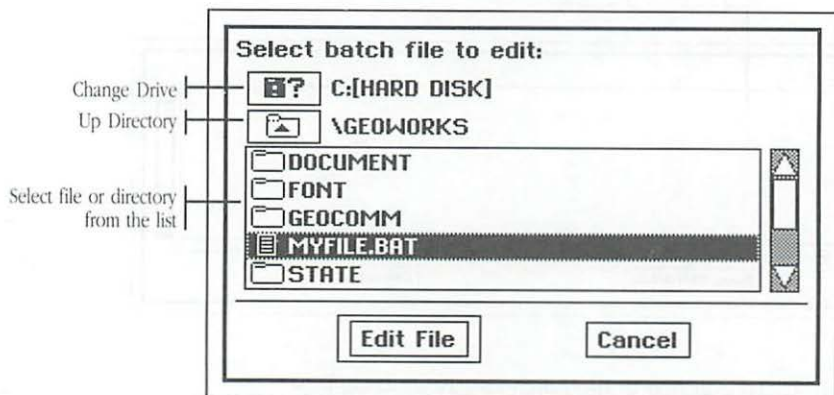 Select batch file to edit:
Change Drive
? C:[HARD DISK]
Up Directory
\GEOWORKS
Select file or directory
from the list
DOCUMENT
FONT
GEOCOMM
MYFILE.BAT
STATE
Edit File
Cancel